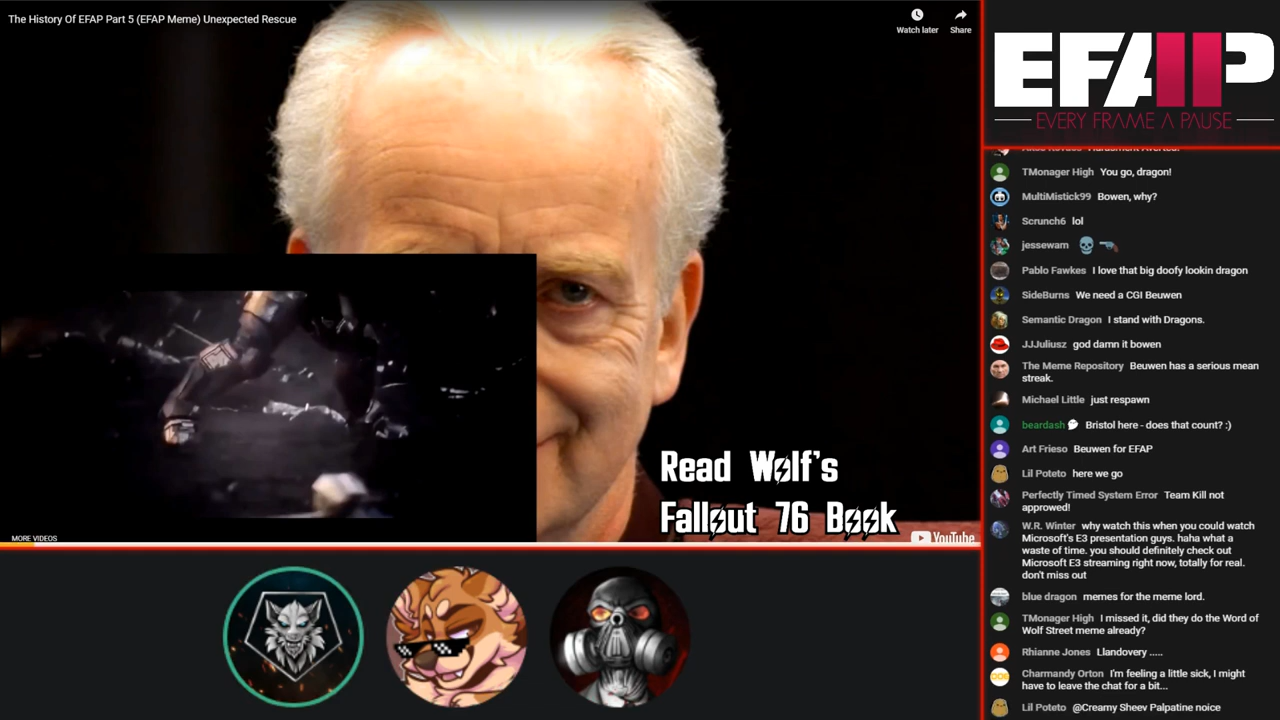 The History Of EFAP Part 5 (EFAP Meme) Unexpected Rescue
Watch later
Share
Read Wolf's
Fallout 76 Book
MORE VIDEOS
YouTube
EFAP
EVERY FRAME A PAUSE
TMonager High You go, dragon!
MultiMistick99 Bowen, why?
Scrunch6 lol
jessewam
Pablo Fawkes I love that big doofy lookin dragon
SideBurns We need a CGI Beuwen
Semantic Dragon I stand with Dragons.
JJJuliusz god damn it bowen
The Meme Repository Beuwen has a serious mean
streak.
Michael Little just respawn
beardash Bristol here - does that count? :)
Art Frieso Beuwen for EFAP
Lil Poteto here we go
Perfectly Timed System Error Team Kill not
approved!
W.R. Winter why watch this when you could watch
Microsoft's E3 presentation guys. haha what a
waste of time. you should definitely check out
Microsoft E3 streaming right now, totally for real.
don't miss out
blue dragon memes for the meme lord.
TMonager High I missed it, did they do the Word of
Wolf Street meme already?
Rhianne Jones Llandovery .....
Charmandy Orton I'm feeling a little sick, I might
have to leave the chat for a bit...
Lil Poteto @Creamy Sheev Palpatine noice